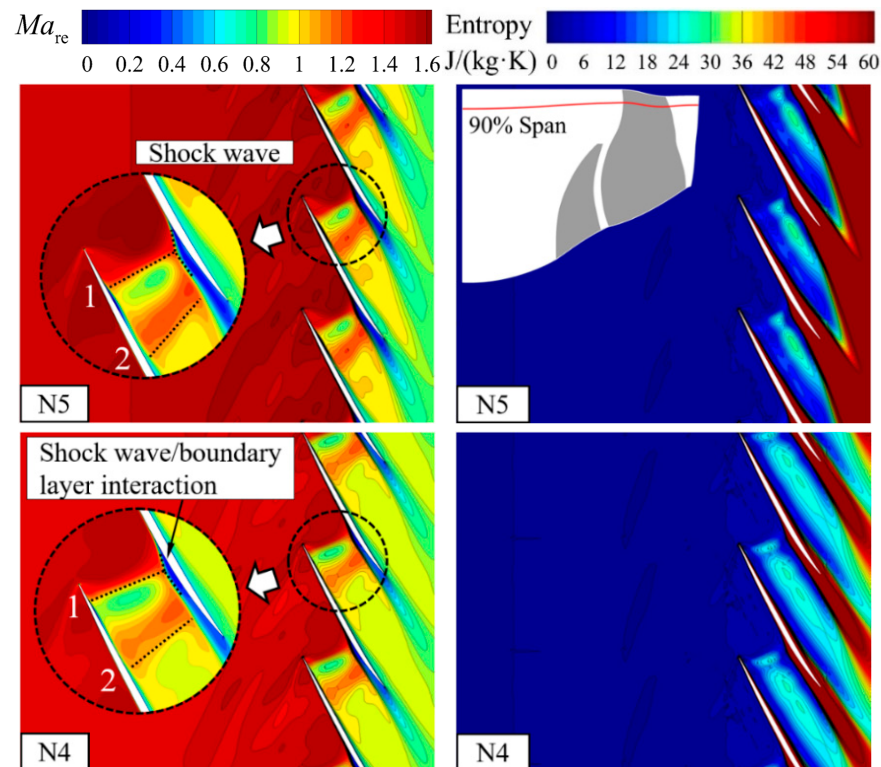 Ma_re
0 0.2 0.4 0.6 0.8 1 1.2 1.4 1.6
Entropy
J/(kg·K)
0 6 12 18 24 30 36 42 48 54 60
Shock wave
1
2
N5
90% Span
N5
Shock wave/boundary
layer interaction
1
2
N4
N4